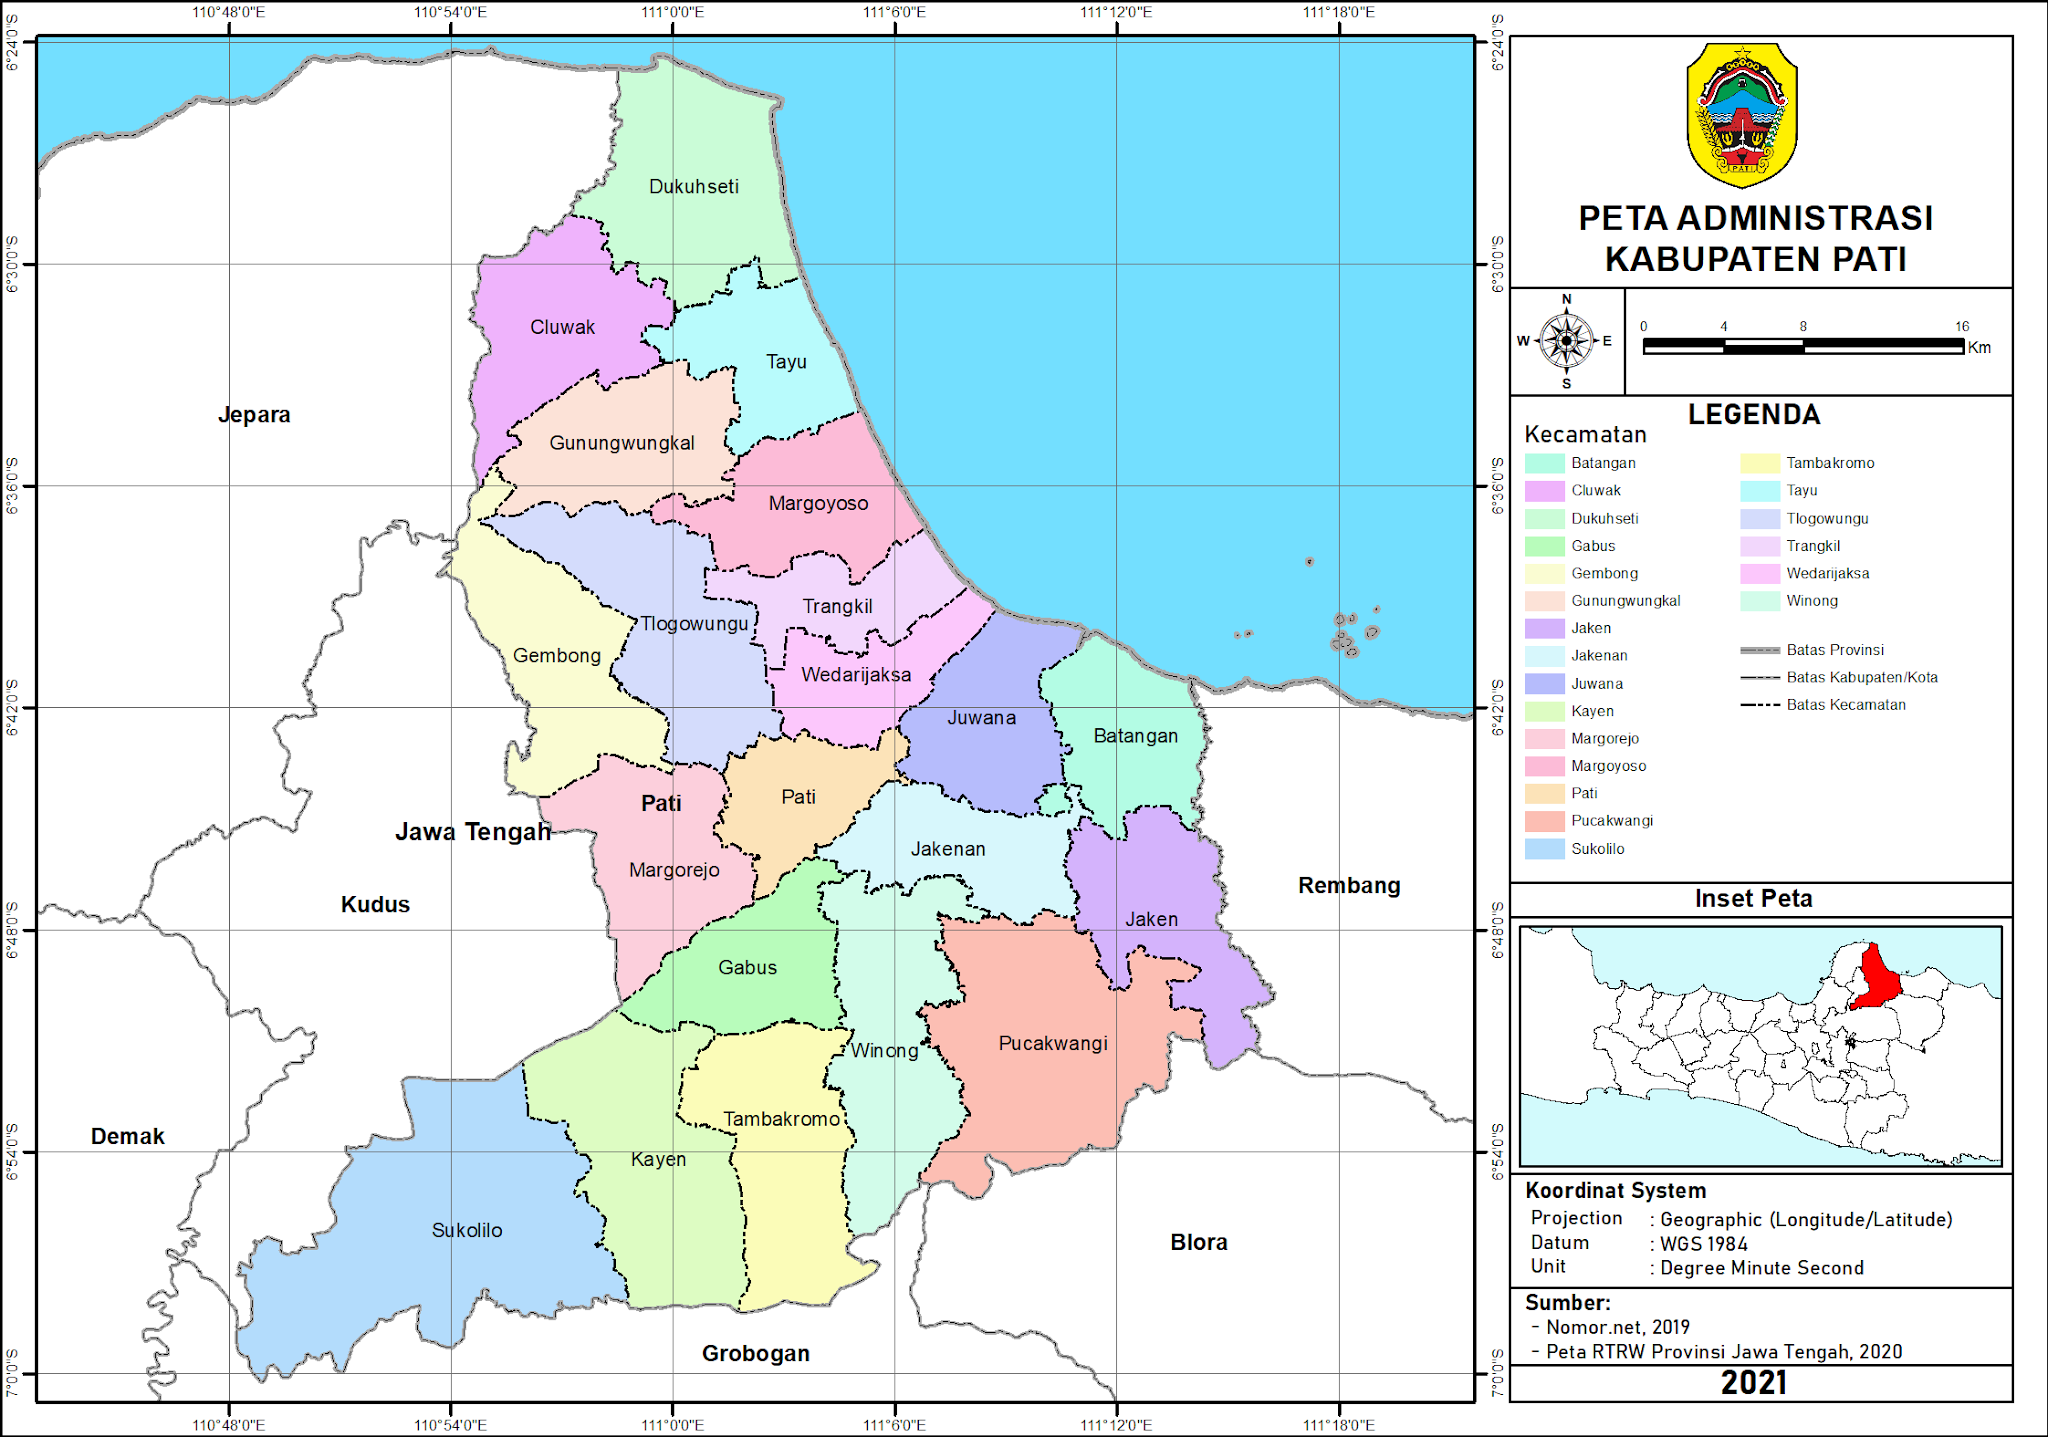 110°48'0"E 110°54'0"E 111°0'0"E 111°6'0"E 111°12'0"E 111°18'0"E
6°24'0"S
6°30'0"S
6°36'0"S
6°42'0"S
6°48'0"S
6°54'0"S
7°0'0"S
Dukuhseti
Cluwak
Tayu
Jepara
Gunungwungkal
Margoyoso
Trangkil
Tlogowungu
Gembong
Wedarijaksa
Juwana
Batangan
Pati
Pati
Jawa Tengah
Jakenan
Margorejo
Rembang
Kudus
Jaken
Gabus
Pucakwangi
Winong
Tambakromo
Demak
Kayen
Sukolilo
Blora
Grobogan
6°24'0"S
6°30'0"S
6°36'0"S
6°42'0"S
6°48'0"S
6°54'0"S
7°0'0"S
110°48'0"E 110°54'0"E 111°0'0"E 111°6'0"E 111°12'0"E 111°18'0"E
PATI
PETA ADMINISTRASI
KABUPATEN PATI
N
W E
S
0 4 8 16
Km
LEGENDA
Kecamatan
Batangan
Cluwak
Dukuhseti
Gabus
Gembong
Gunungwungkal
Jaken
Jakenan
Juwana
Kayen
Margorejo
Margoyoso
Pati
Pucakwangi
Sukolilo
Tambakromo
Tayu
Tlogowungu
Trangkil
Wedarijaksa
Winong
Batas Provinsi
Batas Kabupaten/Kota
Batas Kecamatan
Inset Peta
Koordinat System
Projection : Geographic (Longitude/Latitude)
Datum : WGS 1984
Unit : Degree Minute Second
Sumber:
- Nomor.net, 2019
- Peta RTRW Provinsi Jawa Tengah, 2020
2021